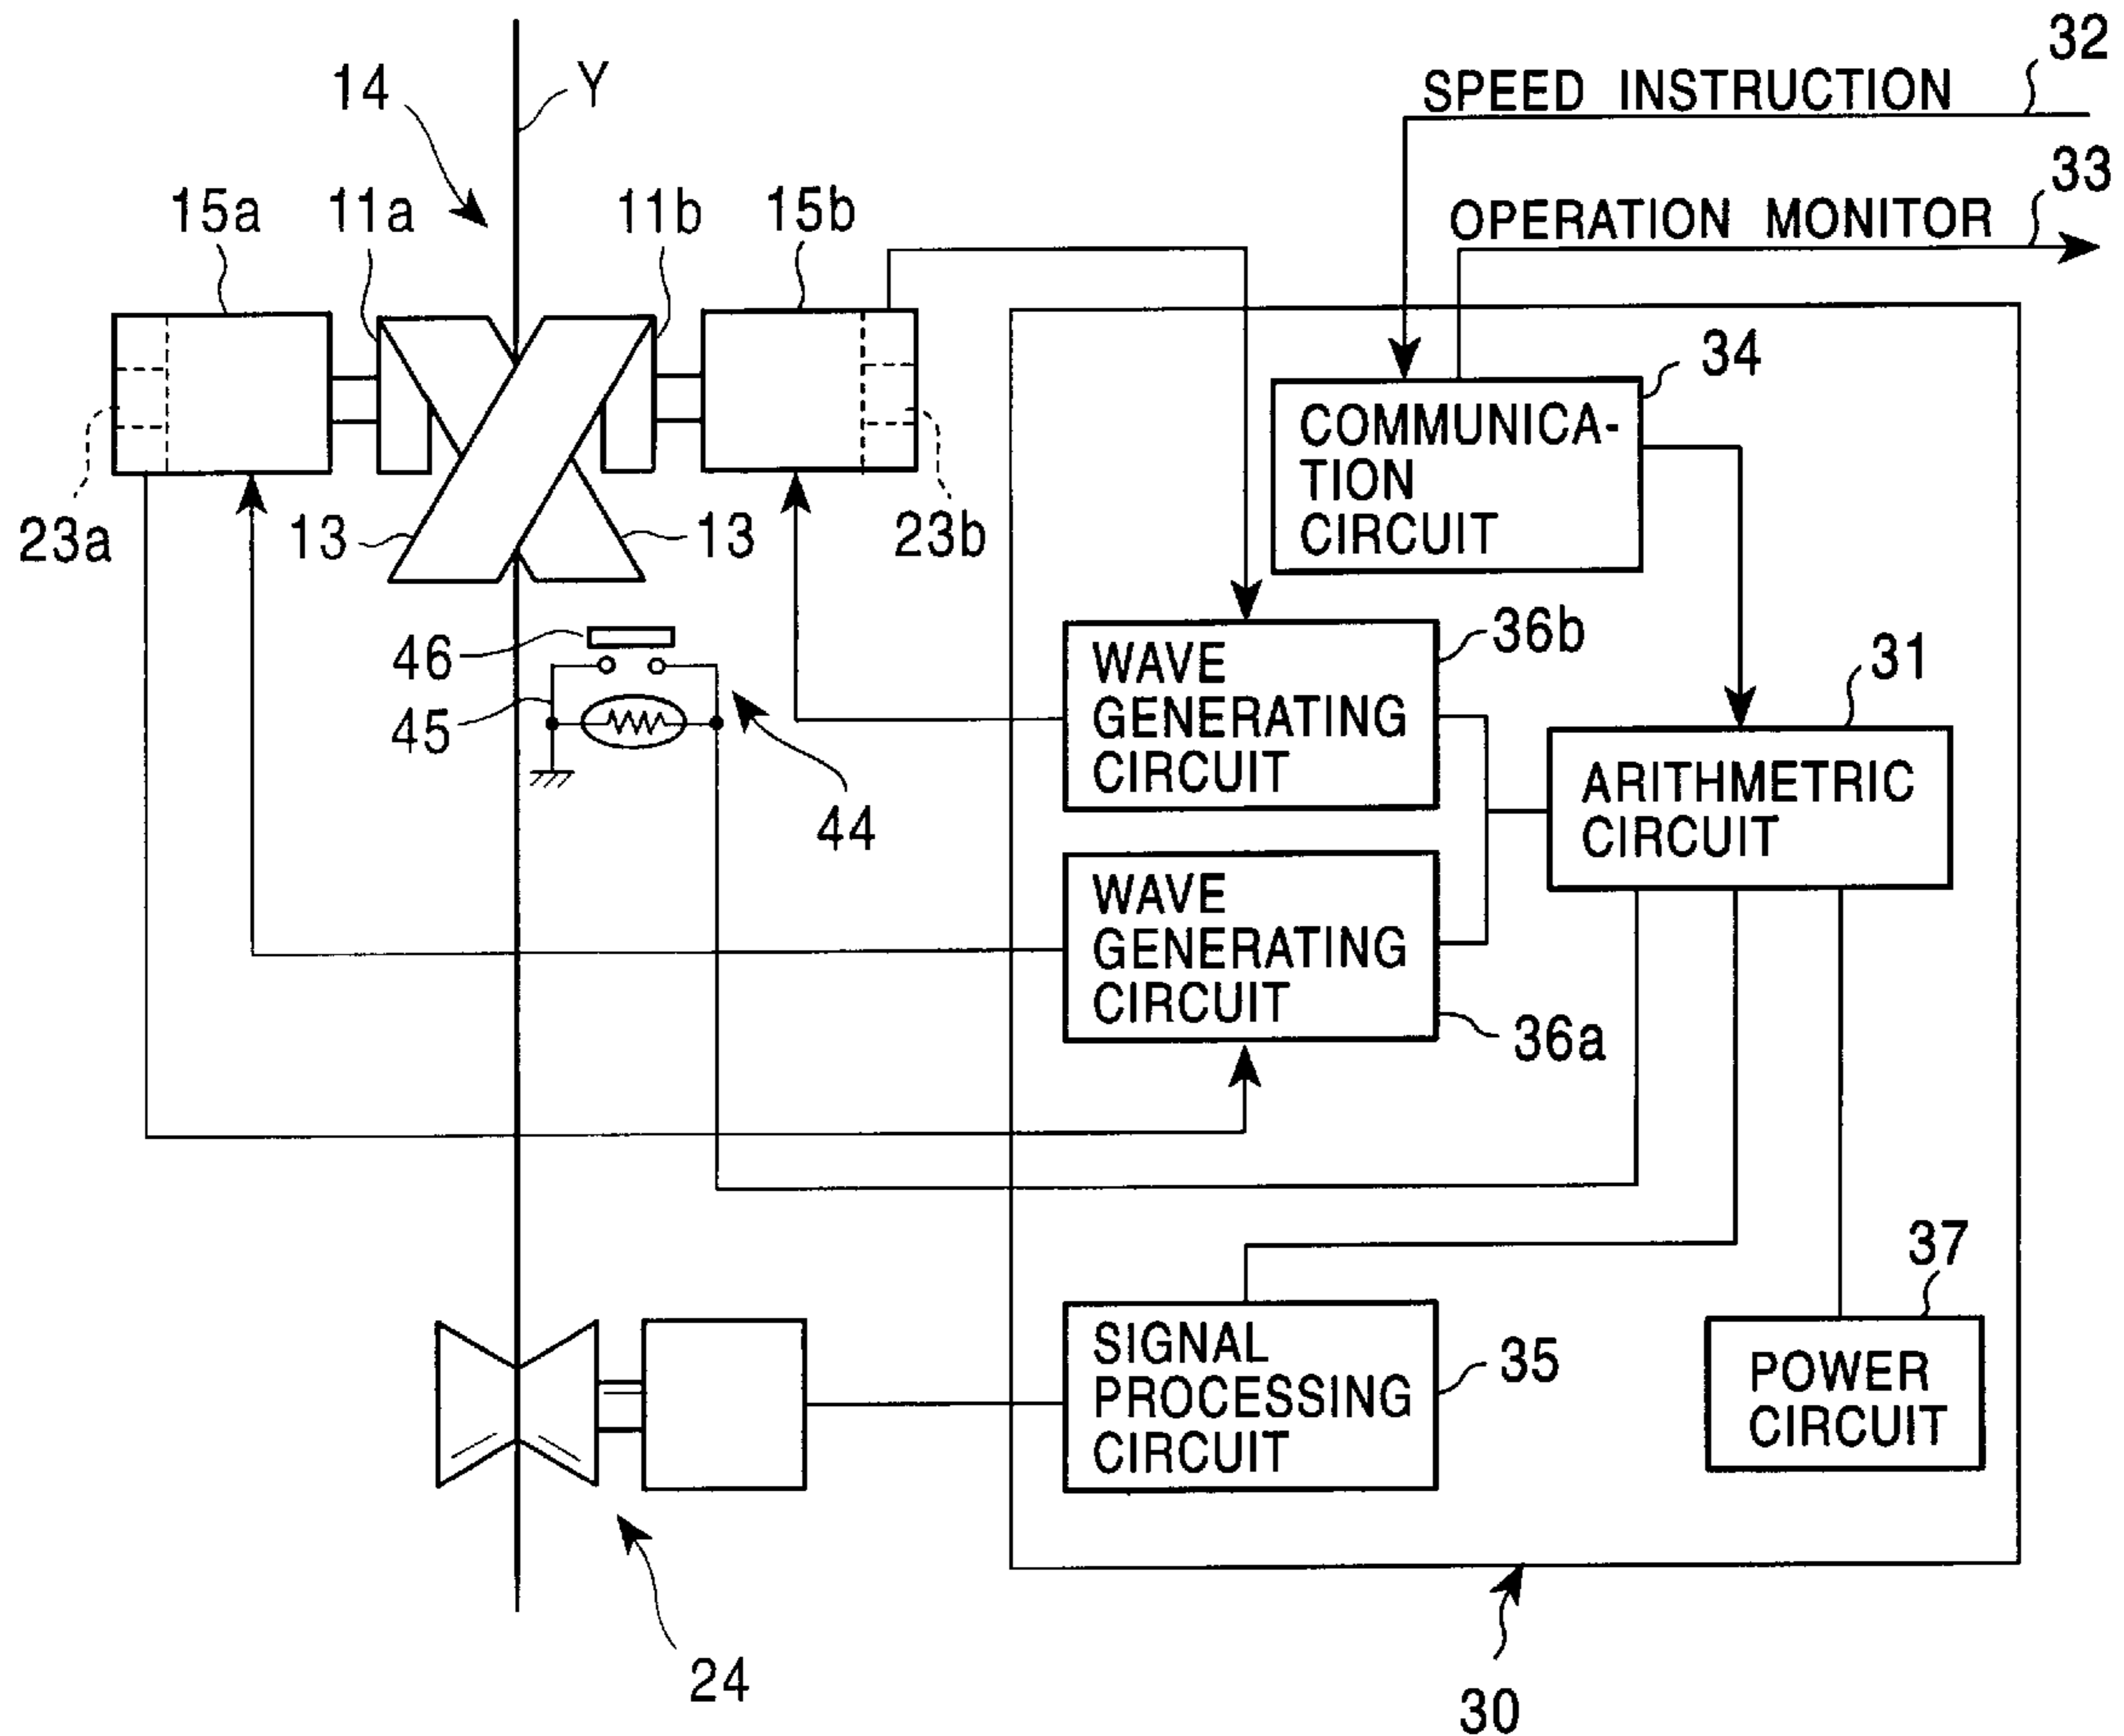 32
SPEED INSTRUCTION
14
Y
33
OPERATION MONITOR
15a
11a
11b
15b
34
COMMUNICA-
TION
CIRCUIT
23a
13
13
23b
36b
31
46
45
WAVE
GENERATING
CIRCUIT
ARITHMETRIC
CIRCUIT
44
WAVE
GENERATING
CIRCUIT
36a
37
SIGNAL
PROCESSING
CIRCUIT
35
POWER
CIRCUIT
24
30